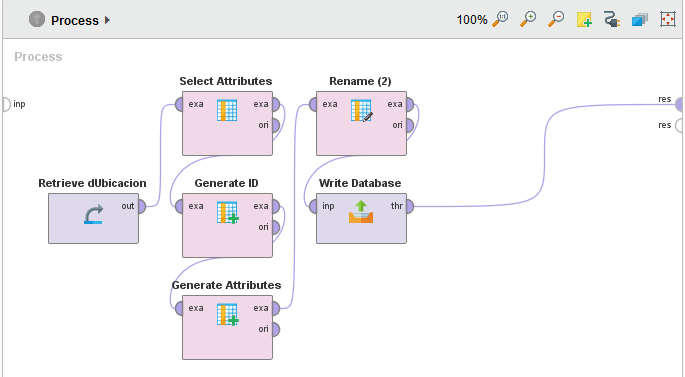 Process
100%
Process
inp
Select Attributes
exa exa
ori
Rename (2)
exa exa
ori
res
res
Retrieve dUbicacion
out
Generate ID
exa exa
ori
Write Database
inp thr
Generate Attributes
exa exa
ori